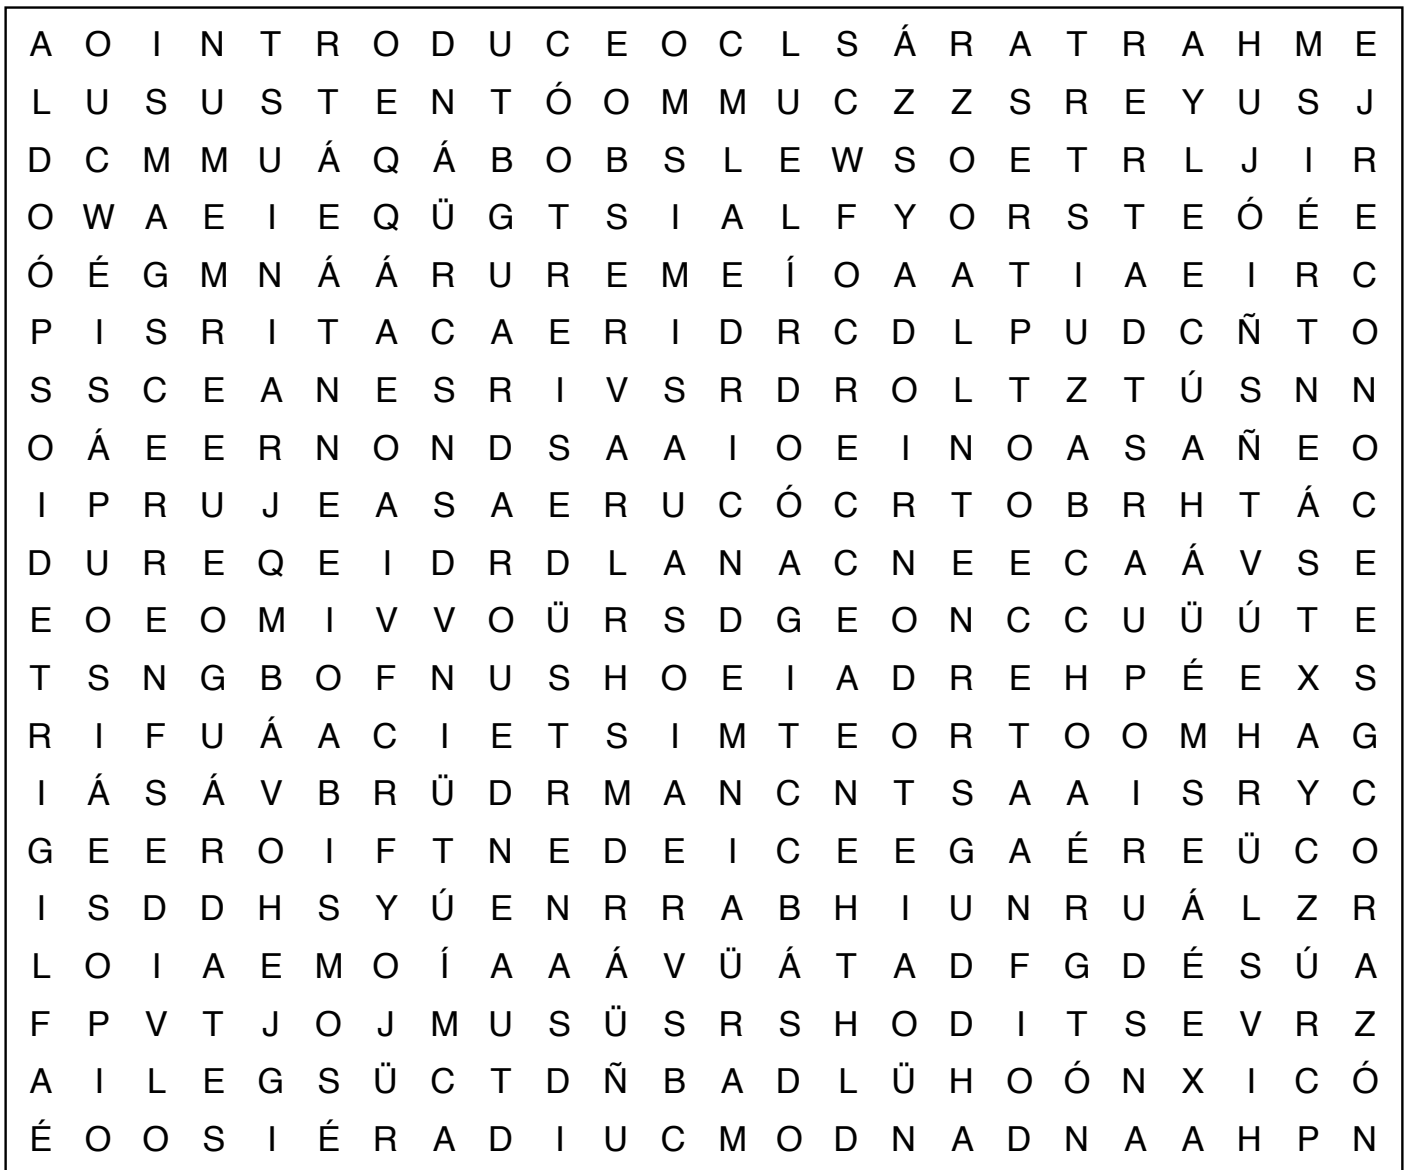 A O I N T R O D U C E O C L S Á R A T R A H M E
L U S U S T E N T Ó O M M U C Z Z S R E Y U S J
D C M M U Á Q Á B O B S L E W S O E T R L J I R
O W A E I E Q Ü G T S I A L F Y O R S T E Ó É E
Ó É G M N Á Á R U R E M E Í O A A T I A E I R C
P I S R I T A C A E R I D R C D L P U D C Ñ T O
S S C E A N E S R I V S R D R O L T Z T Ú S N N
O Á E E R N O N D S A A I O E I N O A S A Ñ E O
I P R U J E A S A E R U C Ó C R T O B R H T Á C
D U R E Q E I D R D L A N A C N E E C A Á V S E
E O E O M I V V O Ü R S D G E O N C C U Ü Ú T E
T S N G B O F N U S H O E I A D R E H P É E X S
R I F U Á A C I E T S I M T E O R T O O M H A G
I Á S Á V B R Ü D R M A N C N T S A A I S R Y C
G E E R O I F T N E D E I C E E G A É R E Ü C O
I S D D H S Y Ú E N R R A B H I U N R U Á L Z R
L O I A E M O Í A A Á V Ü Á T A D F G D É S Ú A
F P V T J O J M U S Ü S R S H O D I T S E V R Z
A I L E G S Ü C T D Ñ B A D L Ü H O Ó N X I C Ó
É O O S I É R A D I U C M O D N A D N A A H P N